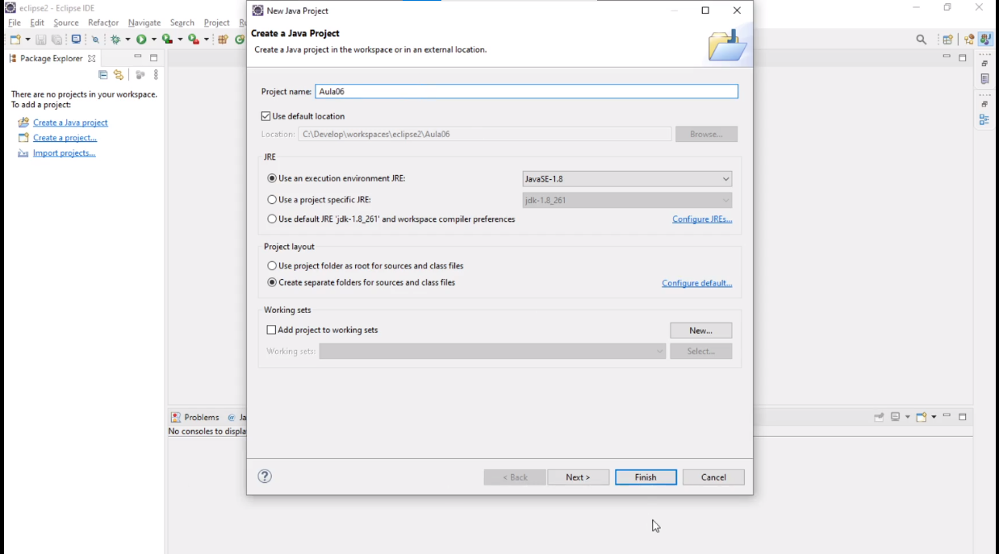 eclipse2 - Eclipse IDE
File Edit Source Refactor Navigate Search Project
Package Explorer
There are no projects in your workspace.
To add a project:
Create a Java project
Create a project...
Import projects...
New Java Project
Create a Java Project
Create a Java project in the workspace or in an external location.
Project name: Aula06
Use default location
Location: C:\Develop\workspaces\eclipse2\Aula06 Browse...
JRE
Use an execution environment JRE: JavaSE-1.8
Use a project specific JRE: jdk-1.8_261
Use default JRE 'jdk-1.8_261' and workspace compiler preferences Configure JREs...
Project layout
Use project folder as root for sources and class files
Create separate folders for sources and class files Configure default...
Working sets
Add project to working sets New...
Working sets: Select...
Problems @ Ja
No consoles to displa
? < Back Next > Finish Cancel